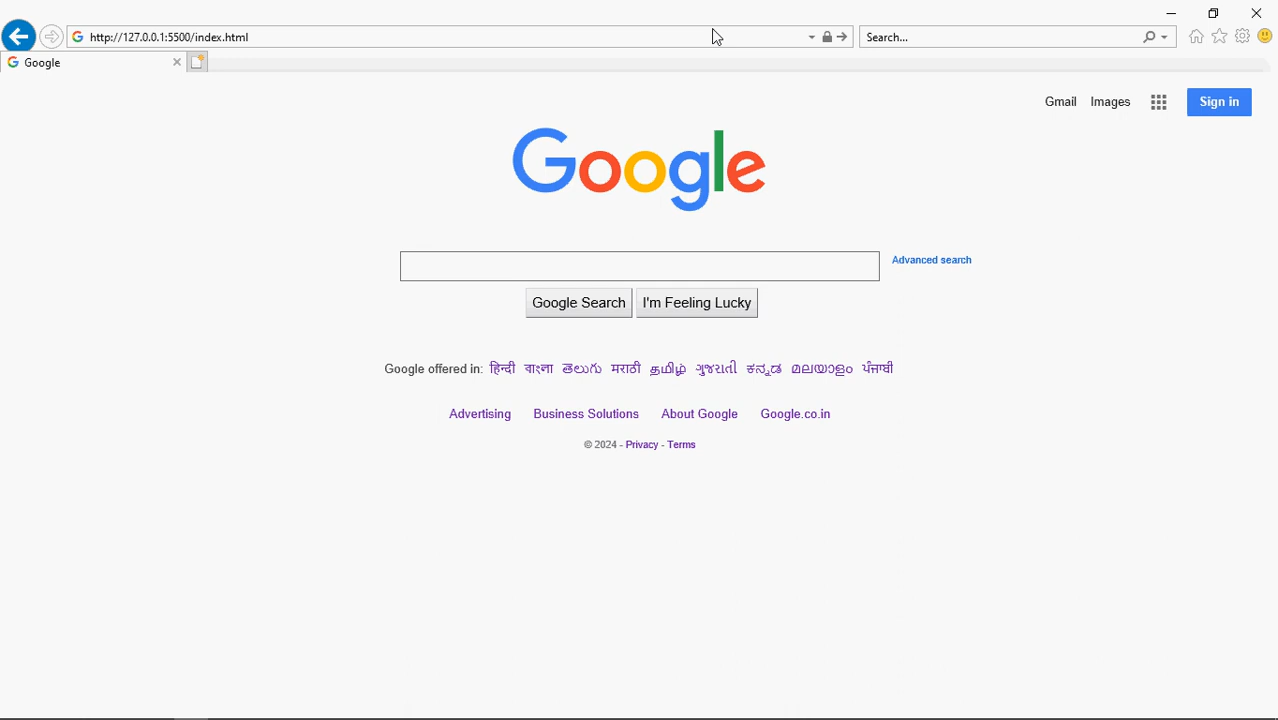 http://127.0.0.1:5500/index.html
Search...
Google
Gmail Images Sign in
Google
Advanced search
Google Search I'm Feeling Lucky
Google offered in: हिन्दी বাংলা తెలుగు मराठी தமிழ் ગુજરાતી ಕನ್ನಡ മലയാളം ਪੰਜਾਬੀ
Advertising Business Solutions About Google Google.co.in
© 2024 - Privacy - Terms